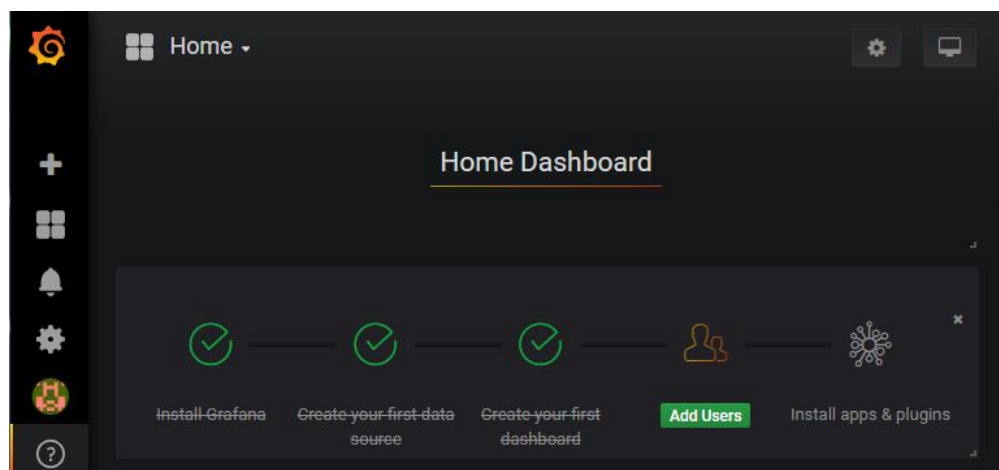 Home
Home Dashboard
Install Grafana
Create your first data
source
Create your first
dashboard
Add Users
Install apps & plugins